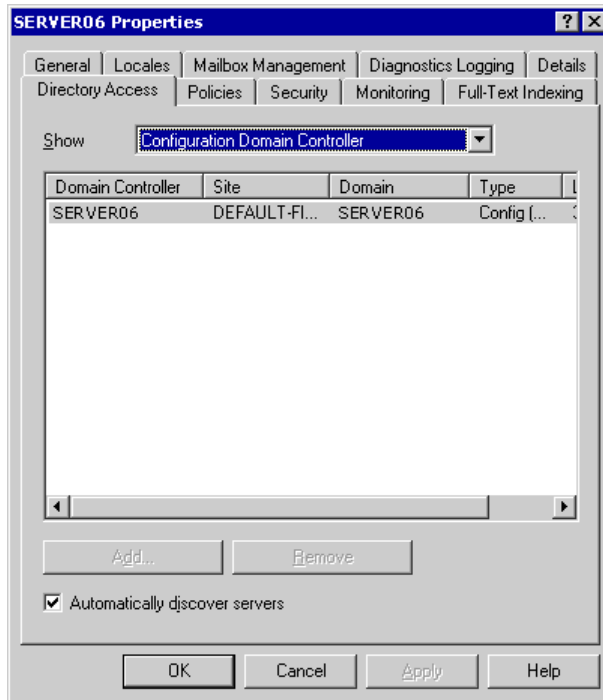 SERVER06 Properties
General Locales Mailbox Management Diagnostics Logging Details
Directory Access Policies Security Monitoring Full-Text Indexing
Show Configuration Domain Controller
Domain Controller Site Domain Type L
SERVER06 DEFAULT-FI... SERVER06 Config (...
Add... Remove
Automatically discover servers
OK Cancel Apply Help